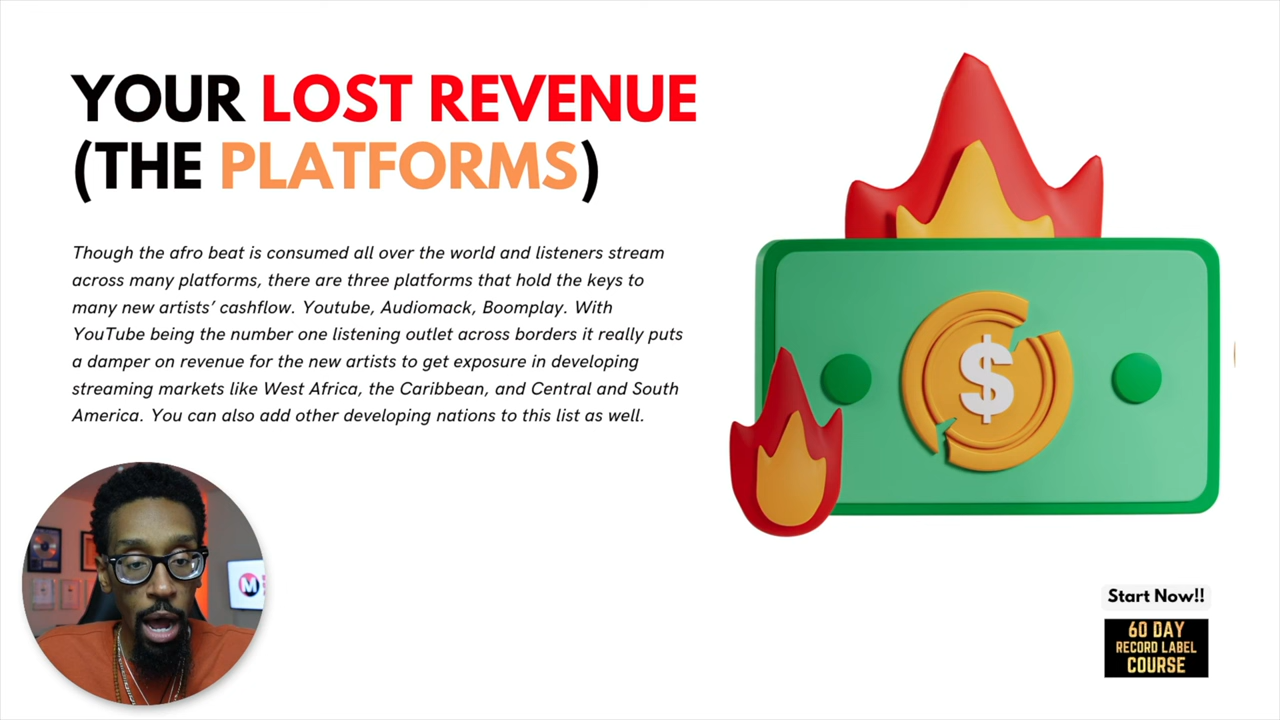 YOUR LOST REVENUE
(THE PLATFORMS)
Though the afro beat is consumed all over the world and listeners stream
across many platforms, there are three platforms that hold the keys to
many new artists’ cashflow. Youtube, Audiomack, Boomplay. With
YouTube being the number one listening outlet across borders it really puts
a damper on revenue for the new artists to get exposure in developing
streaming markets like West Africa, the Caribbean, and Central and South
America. You can also add other developing nations to this list as well.
$
M
Start Now!!
60 DAY
RECORD LABEL
COURSE